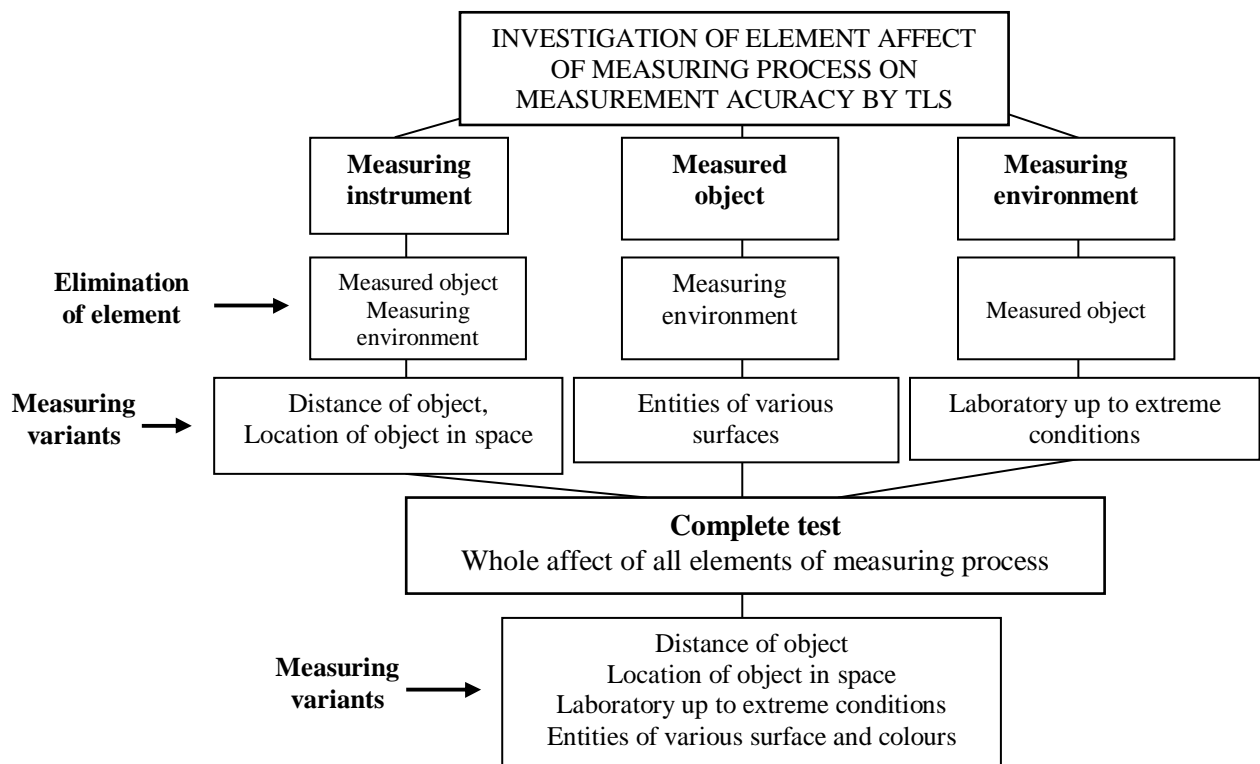 INVESTIGATION OF ELEMENT AFFECT
OF MEASURING PROCESS ON
MEASUREMENT ACURACY BY TLS
Measuring
instrument
Measured
object
Measuring
environment
Elimination
of element
Measured object
Measuring
environment
Measuring
environment
Measured object
Measuring
variants
Distance of object,
Location of object in space
Entities of various
surfaces
Laboratory up to extreme
conditions
Complete test
Whole affect of all elements of measuring process
Measuring
variants
Distance of object
Location of object in space
Laboratory up to extreme conditions
Entities of various surface and colours